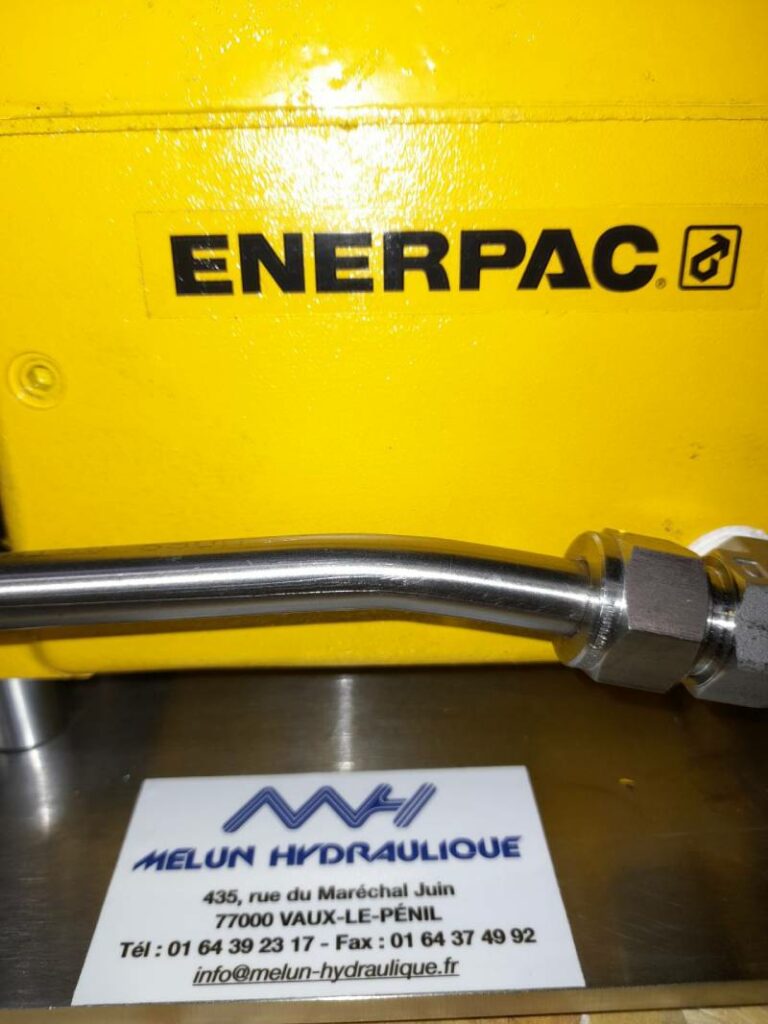 ENERPAC®
MH
MELUN HYDRAULIQUE
435, rue du Maréchal Juin
77000 VAUX-LE-PÉNIL
Tél : 01 64 39 23 17 - Fax : 01 64 37 49 92
info@melun-hydraulique.fr